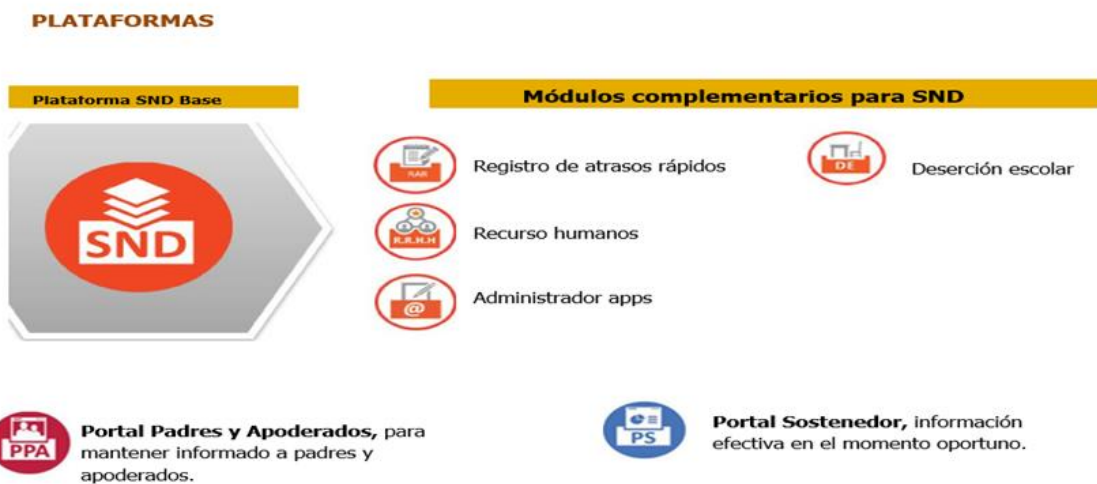 PLATAFORMAS
Plataforma SND Base
Módulos complementarios para SND
SND
RAR
Registro de atrasos rápidos
DE
Deserción escolar
R.R.H.H
Recurso humanos
@
Administrador apps
PPA
Portal Padres y Apoderados, para
mantener informado a padres y
apoderados.
PS
Portal Sostenedor, información
efectiva en el momento oportuno.